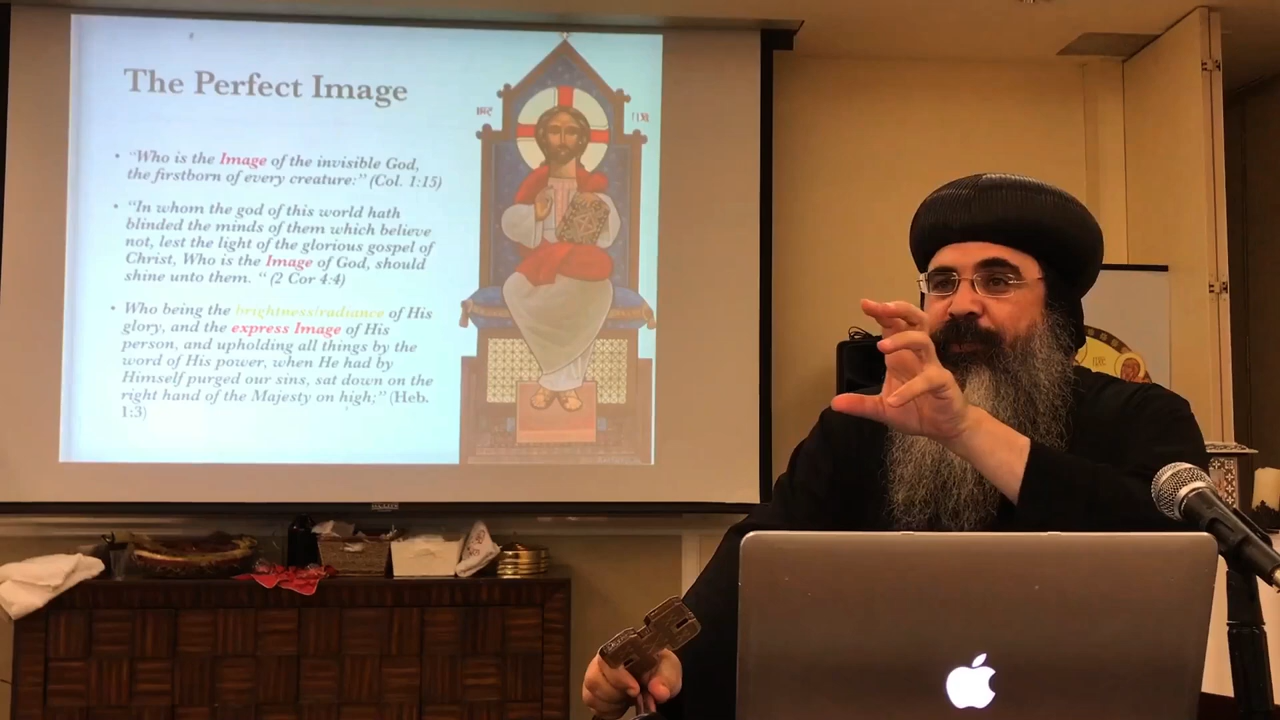 The Perfect Image
• "Who is the Image of the invisible God,
the firstborn of every creature:" (Col. 1:15)
• "In whom the god of this world hath
blinded the minds of them which believe
not, lest the light of the glorious gospel of
Christ, Who is the Image of God, should
shine unto them. " (2 Cor 4:4)
• Who being the brightness/radiance of His
glory, and the express Image of His
person, and upholding all things by the
word of His power, when He had by
Himself purged our sins, sat down on the
right hand of the Majesty on high;" (Heb.
1:3)